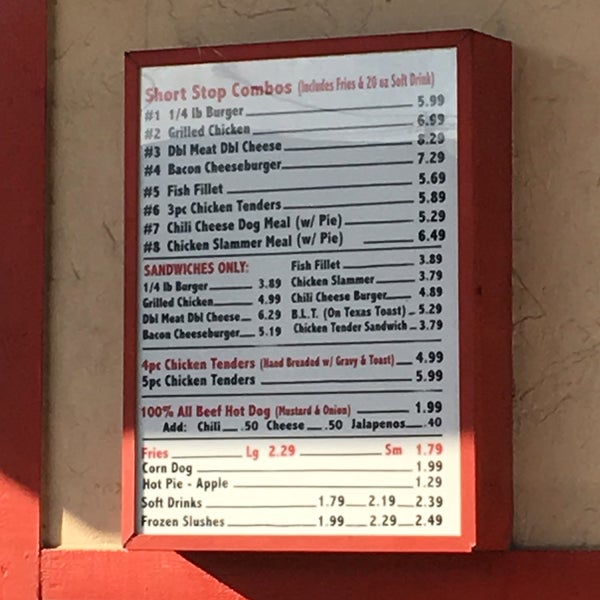 Short Stop Combos (Includes Fries & 20 oz Soft Drink)
#1 1/4 lb Burger 5.99
#2 Grilled Chicken 6.99
#3 Dbl Meat Dbl Cheese 8.29
#4 Bacon Cheeseburger 7.29
#5 Fish Fillet 5.69
#6 3pc Chicken Tenders 5.89
#7 Chili Cheese Dog Meal (w/ Pie) 5.29
#8 Chicken Slammer Meal (w/ Pie) 6.49
SANDWICHES ONLY:
1/4 lb Burger 3.89
Grilled Chicken 4.99
Dbl Meat Dbl Cheese 6.29
Bacon Cheeseburger 5.19
Fish Fillet 3.89
Chicken Slammer 3.79
Chili Cheese Burger 4.89
B.L.T. (On Texas Toast) 5.29
Chicken Tender Sandwich 3.79
4pc Chicken Tenders (Hand Breaded w/ Gravy & Toast) 4.99
5pc Chicken Tenders 5.99
100% All Beef Hot Dog (Mustard & Onion) 1.99
Add: Chili .50 Cheese .50 Jalapenos .40
Fries Lg 2.29 Sm 1.79
Corn Dog 1.99
Hot Pie - Apple 1.29
Soft Drinks 1.79 2.19 2.39
Frozen Slushes 1.99 2.29 2.49